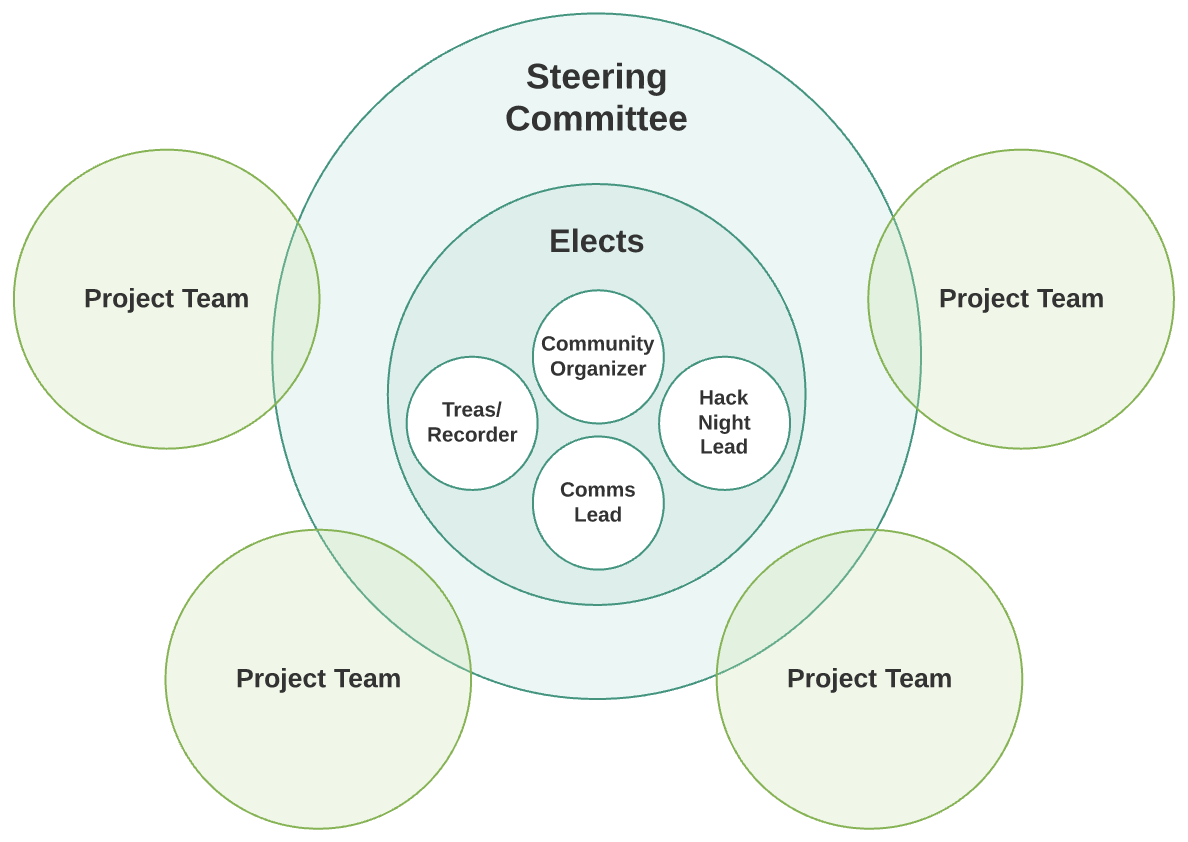 Steering
Committee
Elects
Project Team
Project Team
Community
Organizer
Treas/
Recorder
Hack
Night
Lead
Comms
Lead
Project Team
Project Team